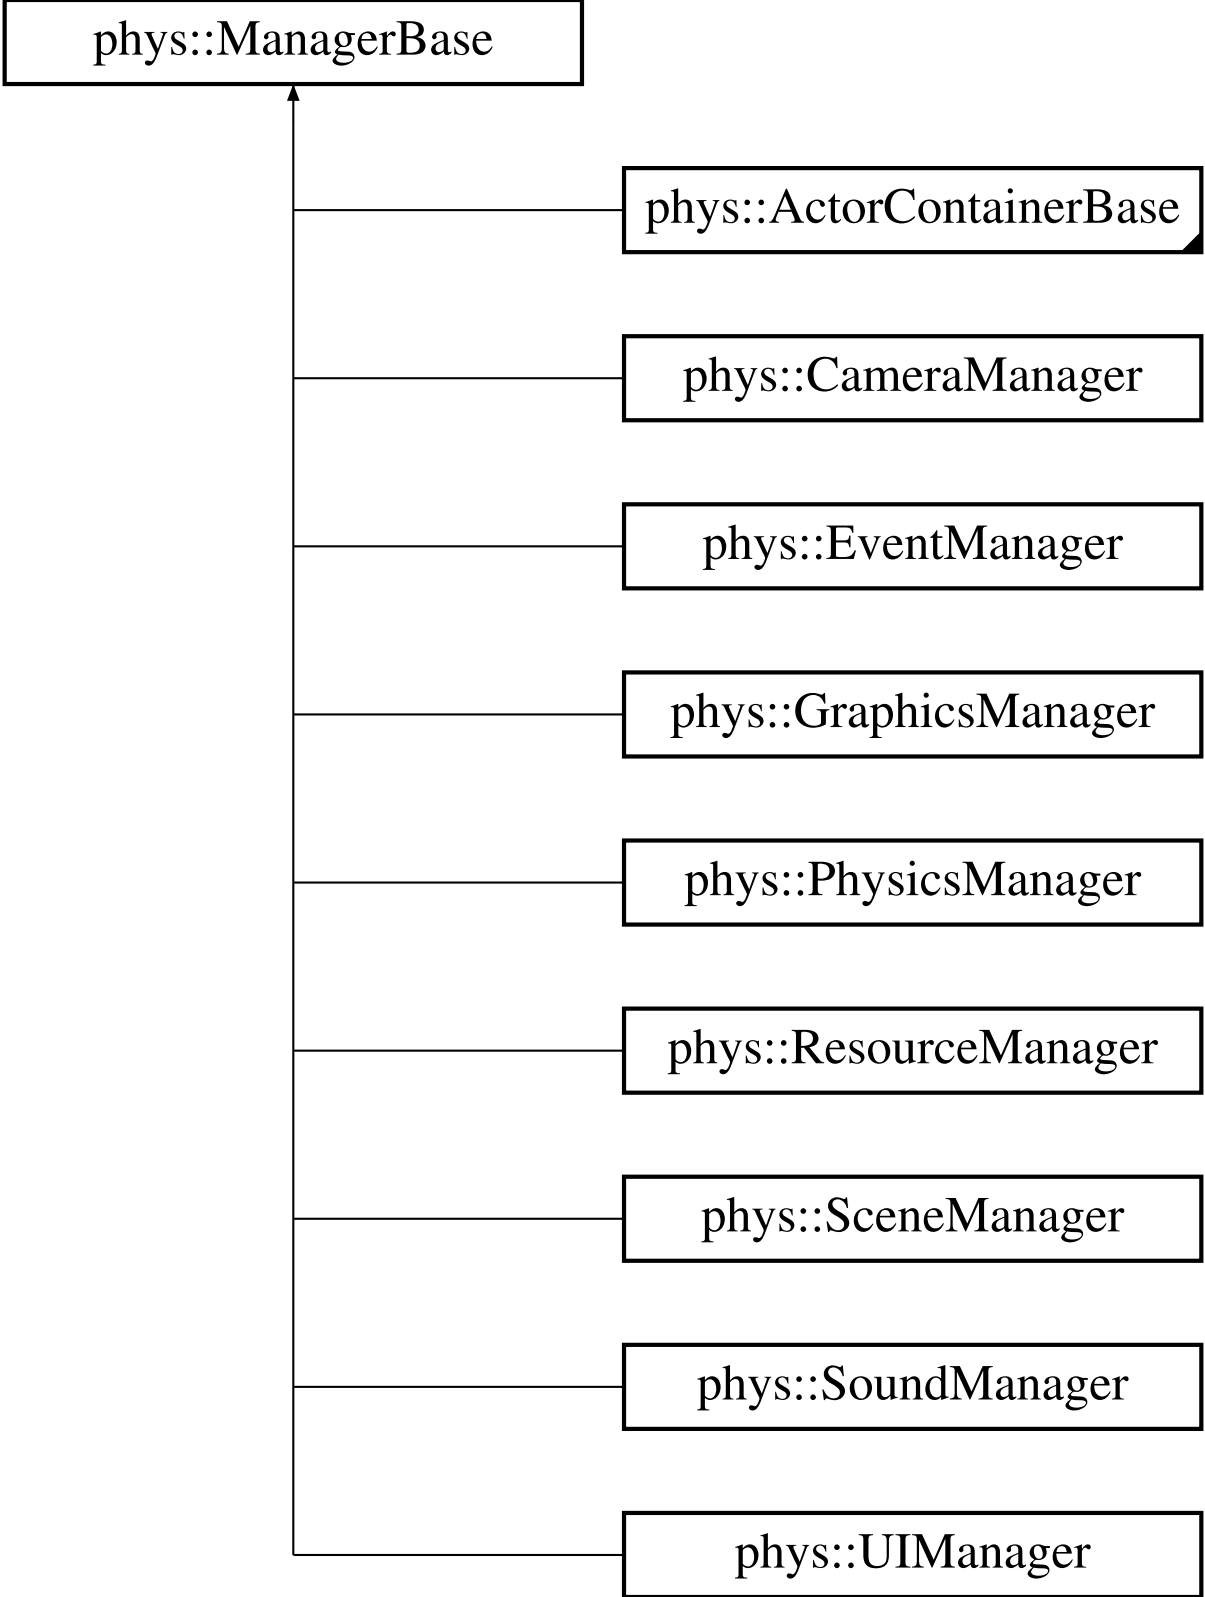 phys::ManagerBase
phys::ActorContainerBase
phys::CameraManager
phys::EventManager
phys::GraphicsManager
phys::PhysicsManager
phys::ResourceManager
phys::SceneManager
phys::SoundManager
phys::UIManager